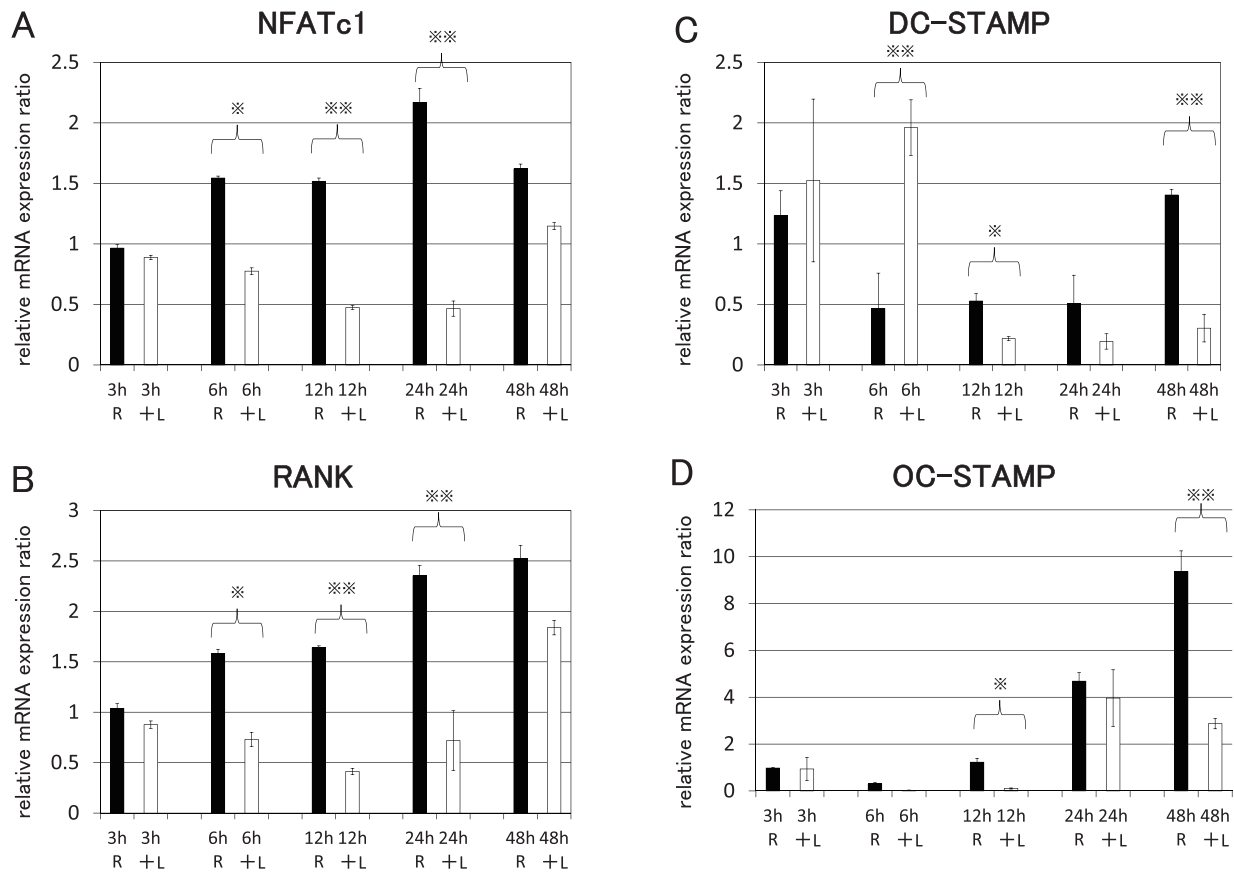 A
NFATc1
relative mRNA expression ratio
2.5
2
1.5
1
0.5
0
※
※※
※※
3h 3h 6h 6h 12h 12h 24h 24h 48h 48h
R +L R +L R +L R +L R +L
C
DC-STAMP
relative mRNA expression ratio
2.5
2
1.5
1
0.5
0
※※
※
※※
3h 3h 6h 6h 12h 12h 24h 24h 48h 48h
R +L R +L R +L R +L R +L
B
RANK
relative mRNA expression ratio
3
2.5
2
1.5
1
0.5
0
※
※※
※※
3h 3h 6h 6h 12h 12h 24h 24h 48h 48h
R +L R +L R +L R +L R +L
D
OC-STAMP
relative mRNA expression ratio
12
10
8
6
4
2
0
※
※※
3h 3h 6h 6h 12h 12h 24h 24h 48h 48h
R +L R +L R +L R +L R +L